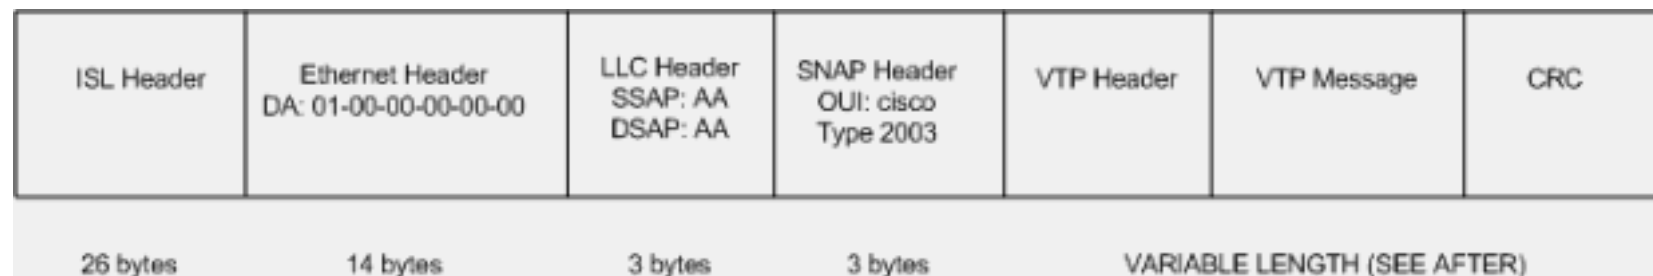 ISL Header
Ethernet Header
DA: 01-00-00-00-00-00
LLC Header
SSAP: AA
DSAP: AA
SNAP Header
OUI: cisco
Type 2003
VTP Header
VTP Message
CRC
26 bytes
14 bytes
3 bytes
3 bytes
VARIABLE LENGTH (SEE AFTER)